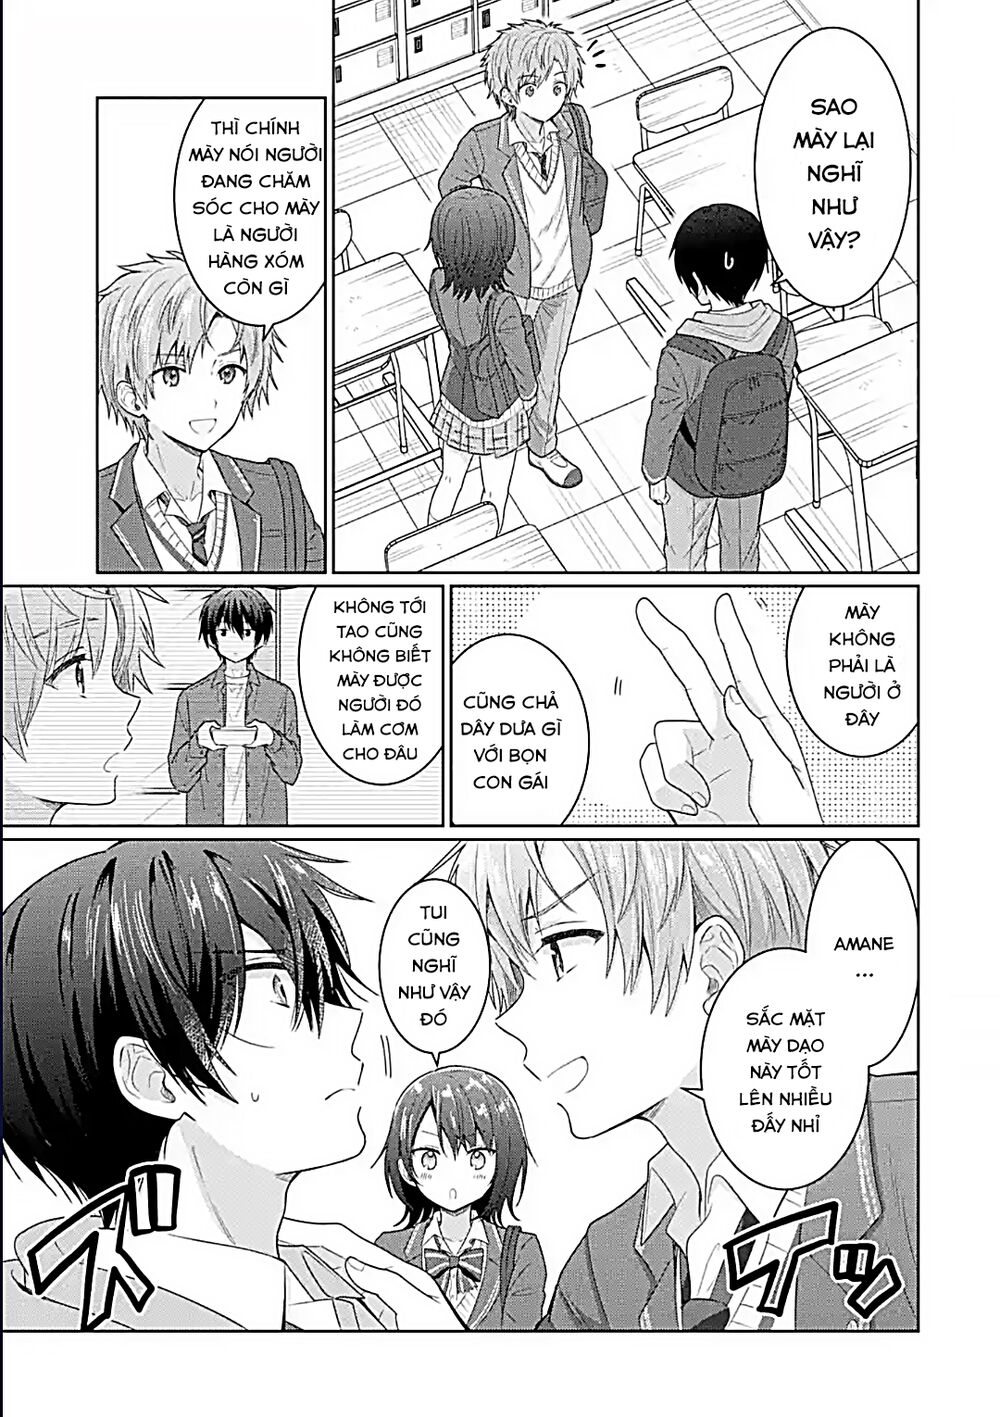 SAO
MÀY LẠI
NGHĨ
NHƯ
VẬY?
THÌ CHÍNH
MÀY NÓI NGƯỜI
ĐANG CHĂM
SÓC CHO MÀY
LÀ NGƯỜI
HÀNG XÓM
CÒN GÌ
MÀY
KHÔNG
PHẢI LÀ
NGƯỜI Ở
ĐÂY
CŨNG CHẢ
DÂY DƯA GÌ
VỚI BỌN
CON GÁI
KHÔNG TỚI
TAO CŨNG
KHÔNG BIẾT
MÀY ĐƯỢC
NGƯỜI ĐÓ
LÀM CƠM
CHO ĐÂU
AMANE
...
SẮC MẶT
MÀY DẠO
NÀY TỐT
LÊN NHIỀU
ĐẤY NHỈ
TUI
CŨNG
NGHĨ
NHƯ VẬY
ĐÓ